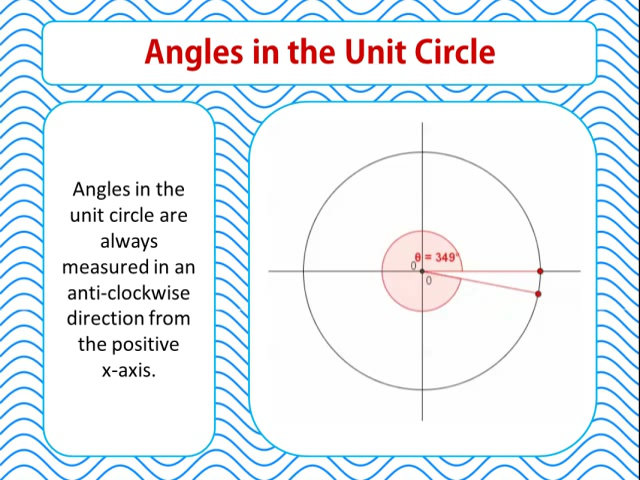 Angles in the Unit Circle
Angles in the
unit circle are
always
measured in an
anti-clockwise
direction from
the positive
x-axis.
θ = 349°
0
0